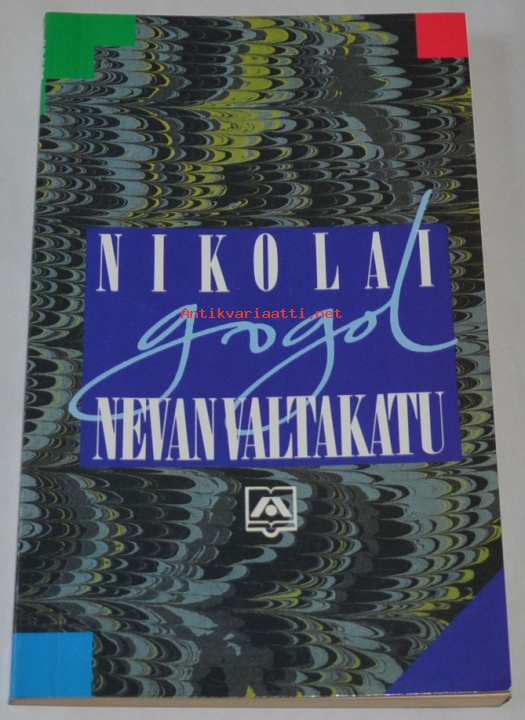 NIKOLAI
Antikvariaatti.net
gogol
NEVAN VALTAKATU